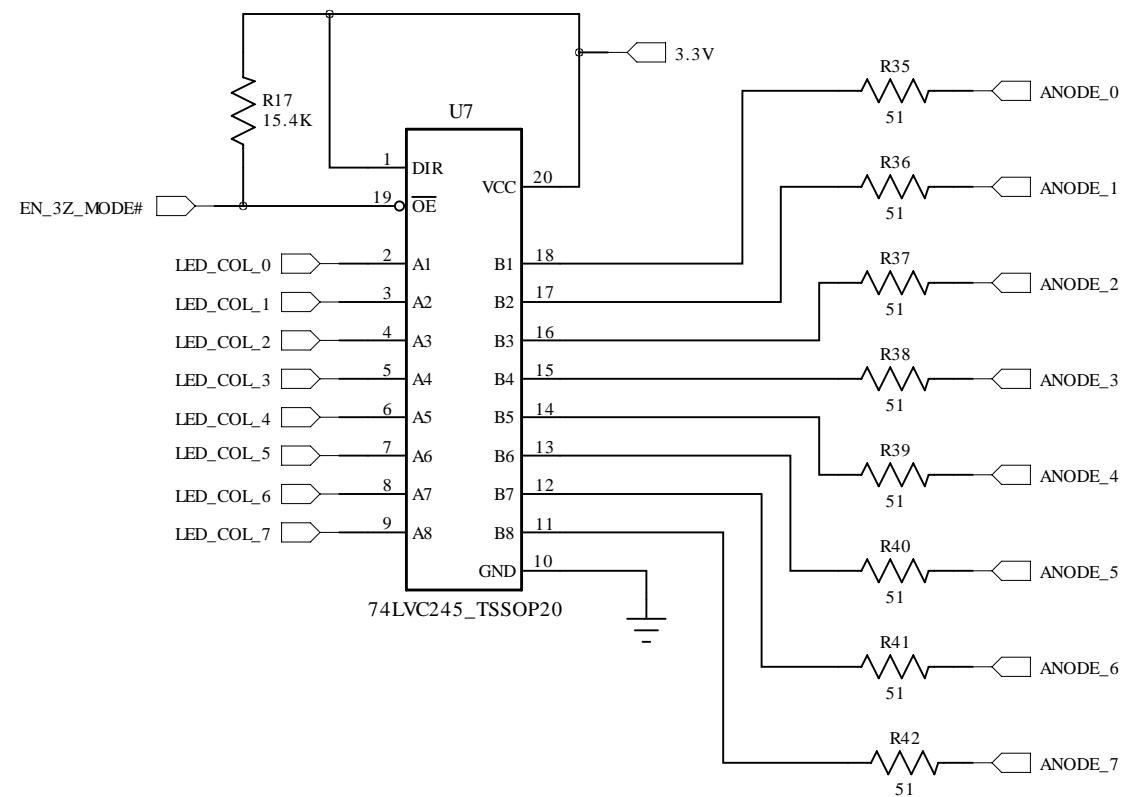 3.3V
R17
15.4K
U7
1 DIR
VCC 20
EN_3Z_MODE# 19 OE
LED_COL_0 2 A1 B1 18
LED_COL_1 3 A2 B2 17
LED_COL_2 4 A3 B3 16
LED_COL_3 5 A4 B4 15
LED_COL_4 6 A5 B5 14
LED_COL_5 7 A6 B6 13
LED_COL_6 8 A7 B7 12
LED_COL_7 9 A8 B8 11
GND 10
74LVC245_TSSOP20
R35
ANODE_0
51
R36
ANODE_1
51
R37
ANODE_2
51
R38
ANODE_3
51
R39
ANODE_4
51
R40
ANODE_5
51
R41
ANODE_6
51
R42
ANODE_7
51